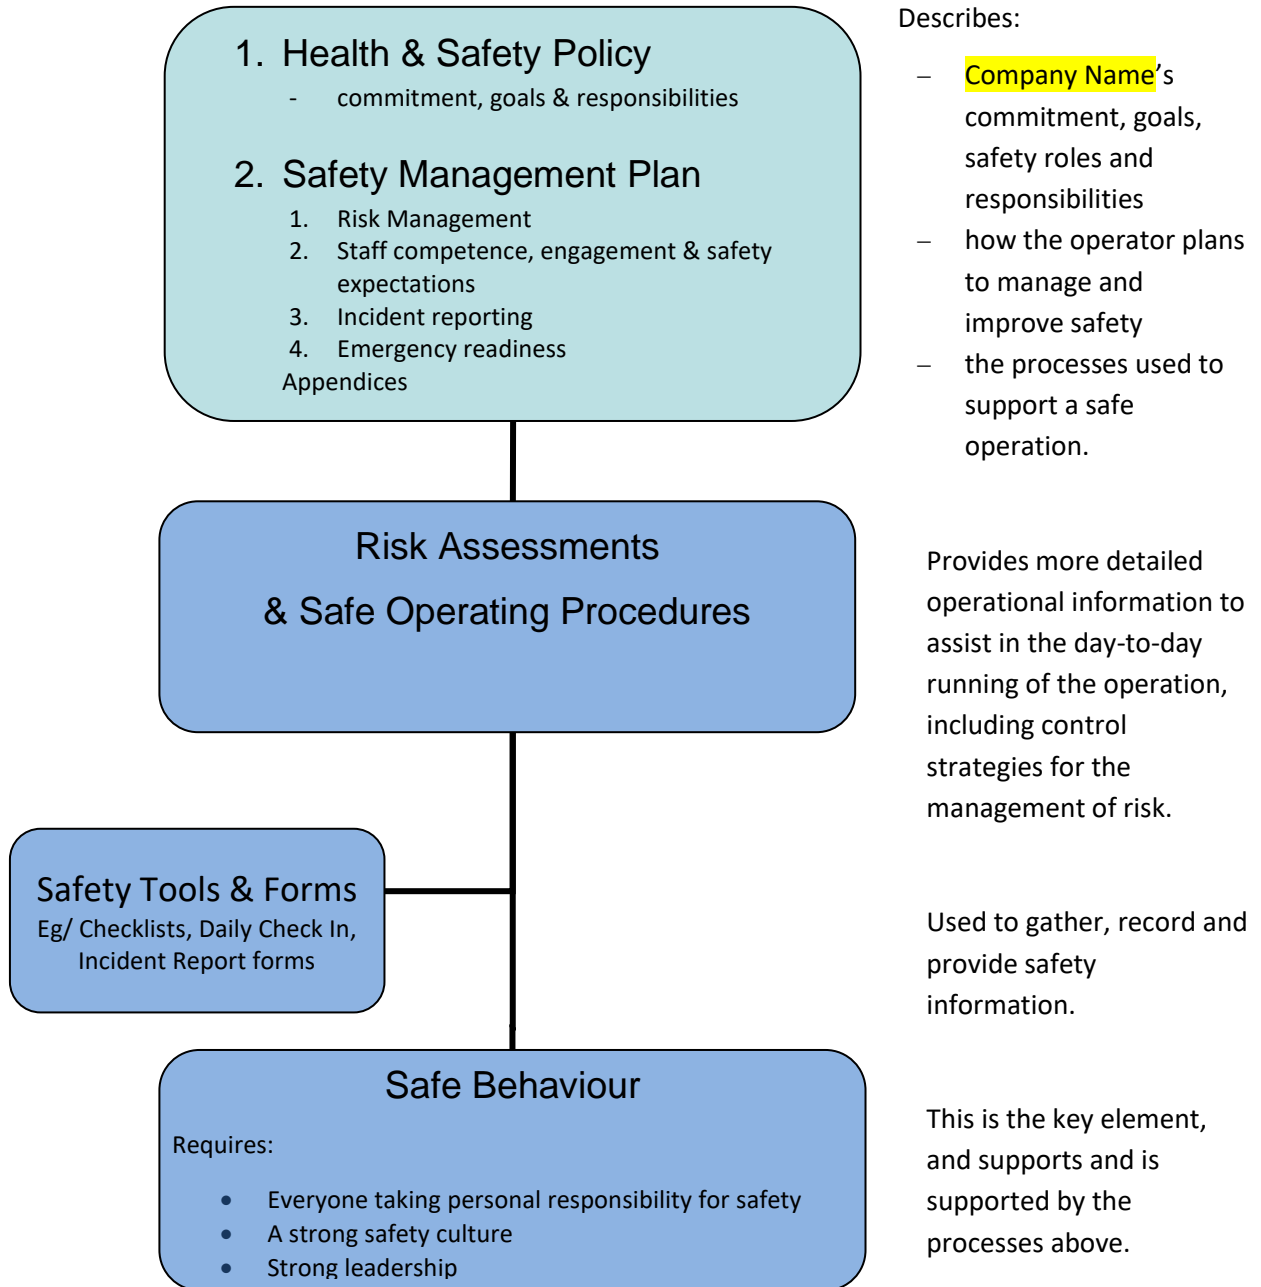 1. Health & Safety Policy
- commitment, goals & responsibilities
2. Safety Management Plan
1. Risk Management
2. Staff competence, engagement & safety
expectations
3. Incident reporting
4. Emergency readiness
Appendices
Describes:
– Company Name's
commitment, goals,
safety roles and
responsibilities
– how the operator plans
to manage and
improve safety
– the processes used to
support a safe
operation.
Risk Assessments
& Safe Operating Procedures
Provides more detailed
operational information to
assist in the day-to-day
running of the operation,
including control
strategies for the
management of risk.
Safety Tools & Forms
Eg/ Checklists, Daily Check In,
Incident Report forms
Used to gather, record and
provide safety
information.
Safe Behaviour
Requires:
• Everyone taking personal responsibility for safety
• A strong safety culture
• Strong leadership
This is the key element,
and supports and is
supported by the
processes above.